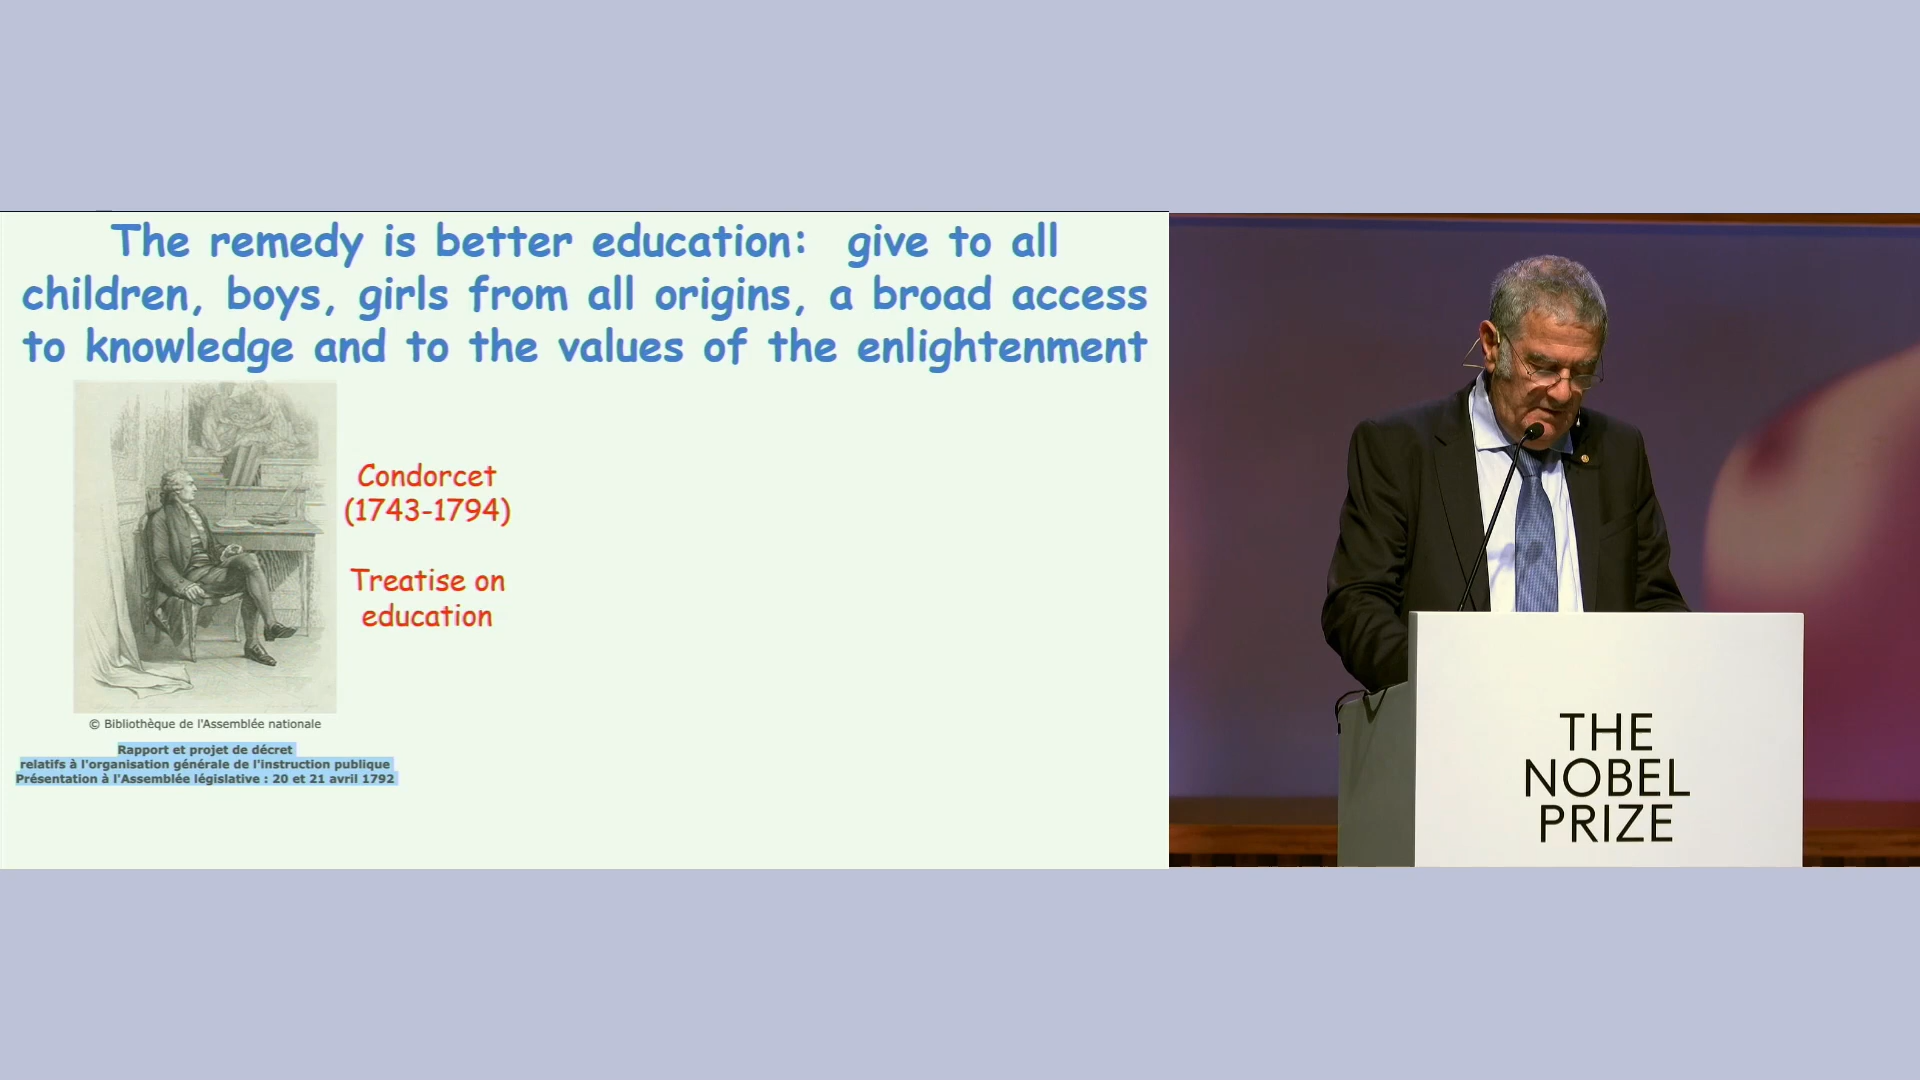 The remedy is better education: give to all
children, boys, girls from all origins, a broad access
to knowledge and to the values of the enlightenment
Condorcet
(1743-1794)
Treatise on
education
© Bibliothèque de l'Assemblée nationale
Rapport et projet de décret
relatifs à l'organisation générale de l'instruction publique
Présentation à l'Assemblée législative : 20 et 21 avril 1792
THE
NOBEL
PRIZE